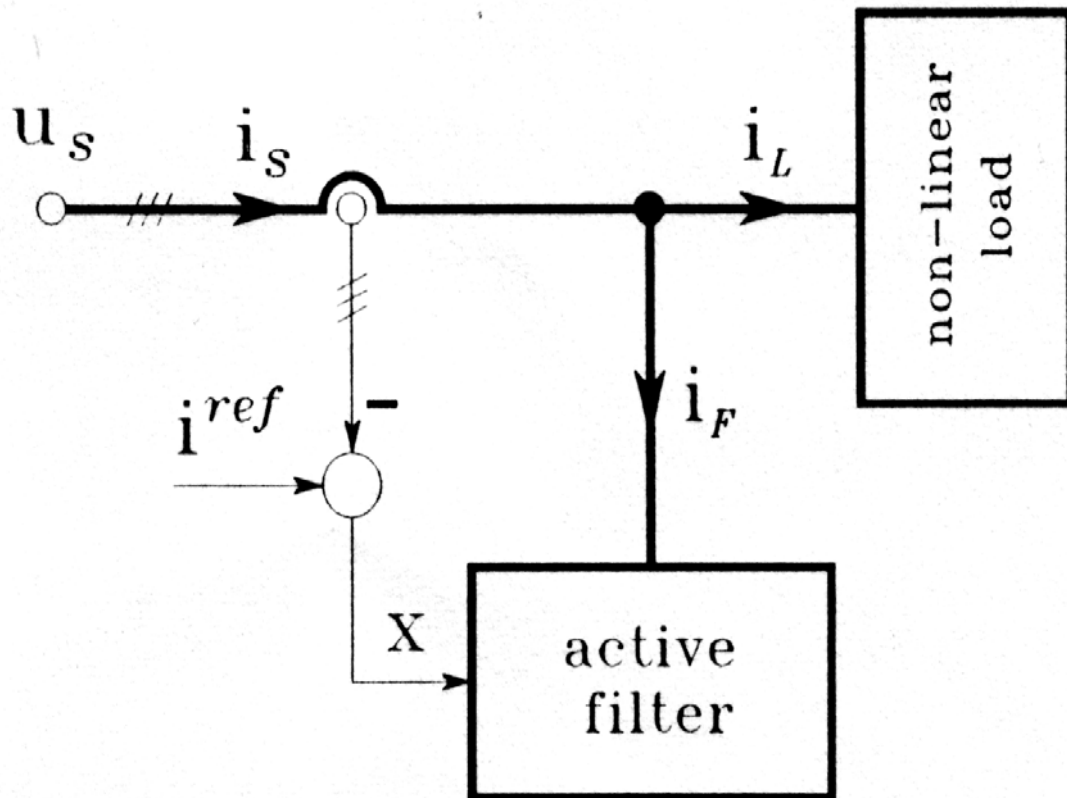 u_s
i_s
i_L
non-linear
load
i^ref
-
i_F
X
active
filter